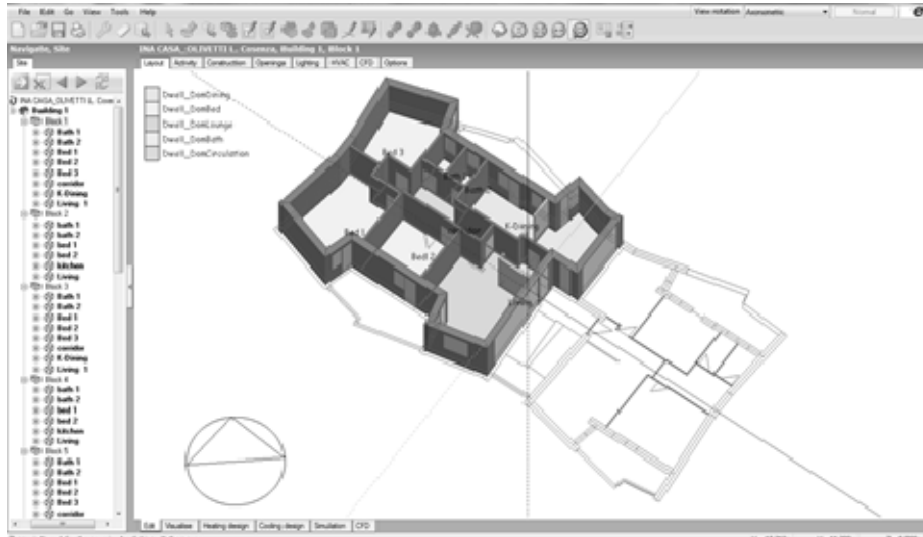 File Edit Go View Tools Help
View rotation Axonometric Normal
Navigate, Site
INA CASA_:OLIVETTI L., Cosenza, Building 1, Block 1
Site
Layout Activity Construction Openings Lighting HVAC CFD Options
INA CASA_OLIVETTI IL, Cosen
Building 1
Block 1
Bath 1
Bath 2
Bed 1
Bed 2
Bed 3
corridor
K-Dining
Living 1
Block 2
bath 1
bath 2
bed 1
bed 2
kitchen
Living
Block 3
Bath 1
Bath 2
Bed 1
Bed 2
Bed 3
corridor
K-Dining
Living 1
Block 4
bath 1
bath 2
bed 1
bed 2
kitchen
Living
Block 5
Bath 1
Bath 2
Bed 1
Bed 2
Bed 3
corridor
Dwell_DomDining
Dwell_DomBed
Dwell_DomLounge
Dwell_DomBath
Dwell_DomCirculation
Bed 3
K-Dining
Bed 1
Bed 2
Edit Visualise Heating design Cooling design Simulation CFD